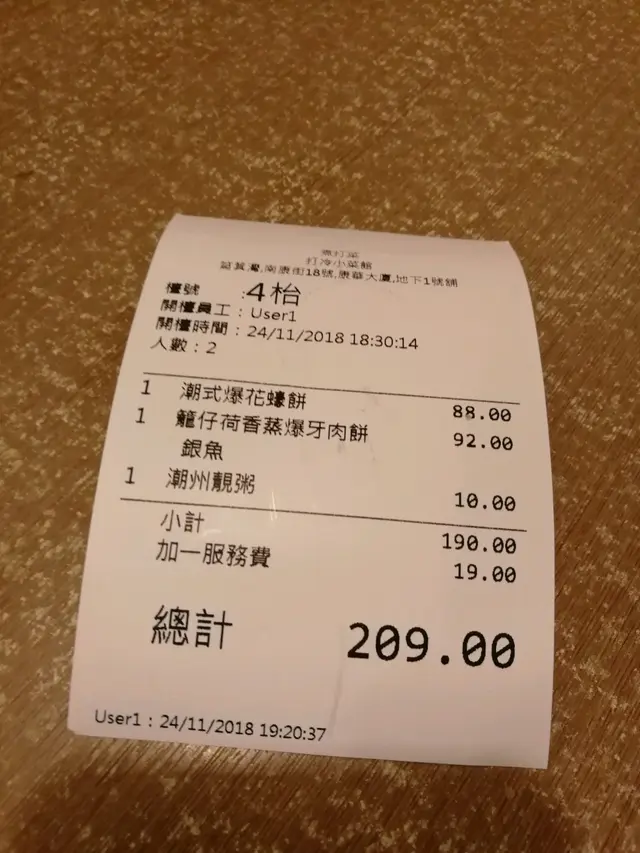 打冷小菜館
筲箕灣,南康街18號,康華大廈,地下1號舖
檯號 :4枱
開檯員工:User1
開檯時間:24/11/2018 18:30:14
人數:2
1 潮式爆花蠔餅 88.00
1 籠仔荷香蒸爆牙肉餅 92.00
銀魚
1 潮州靚粥 10.00
小計 190.00
加一服務費 19.00
總計 209.00
User1:24/11/2018 19:20:37